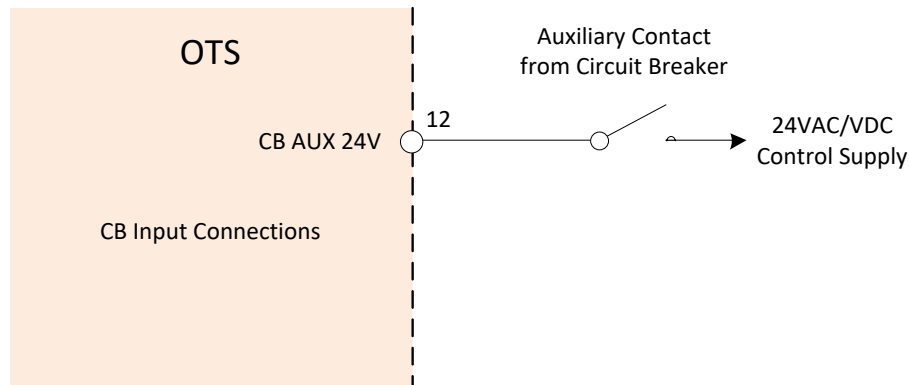 OTS
Auxiliary Contact
from Circuit Breaker
12
CB AUX 24V
24VAC/VDC
Control Supply
CB Input Connections